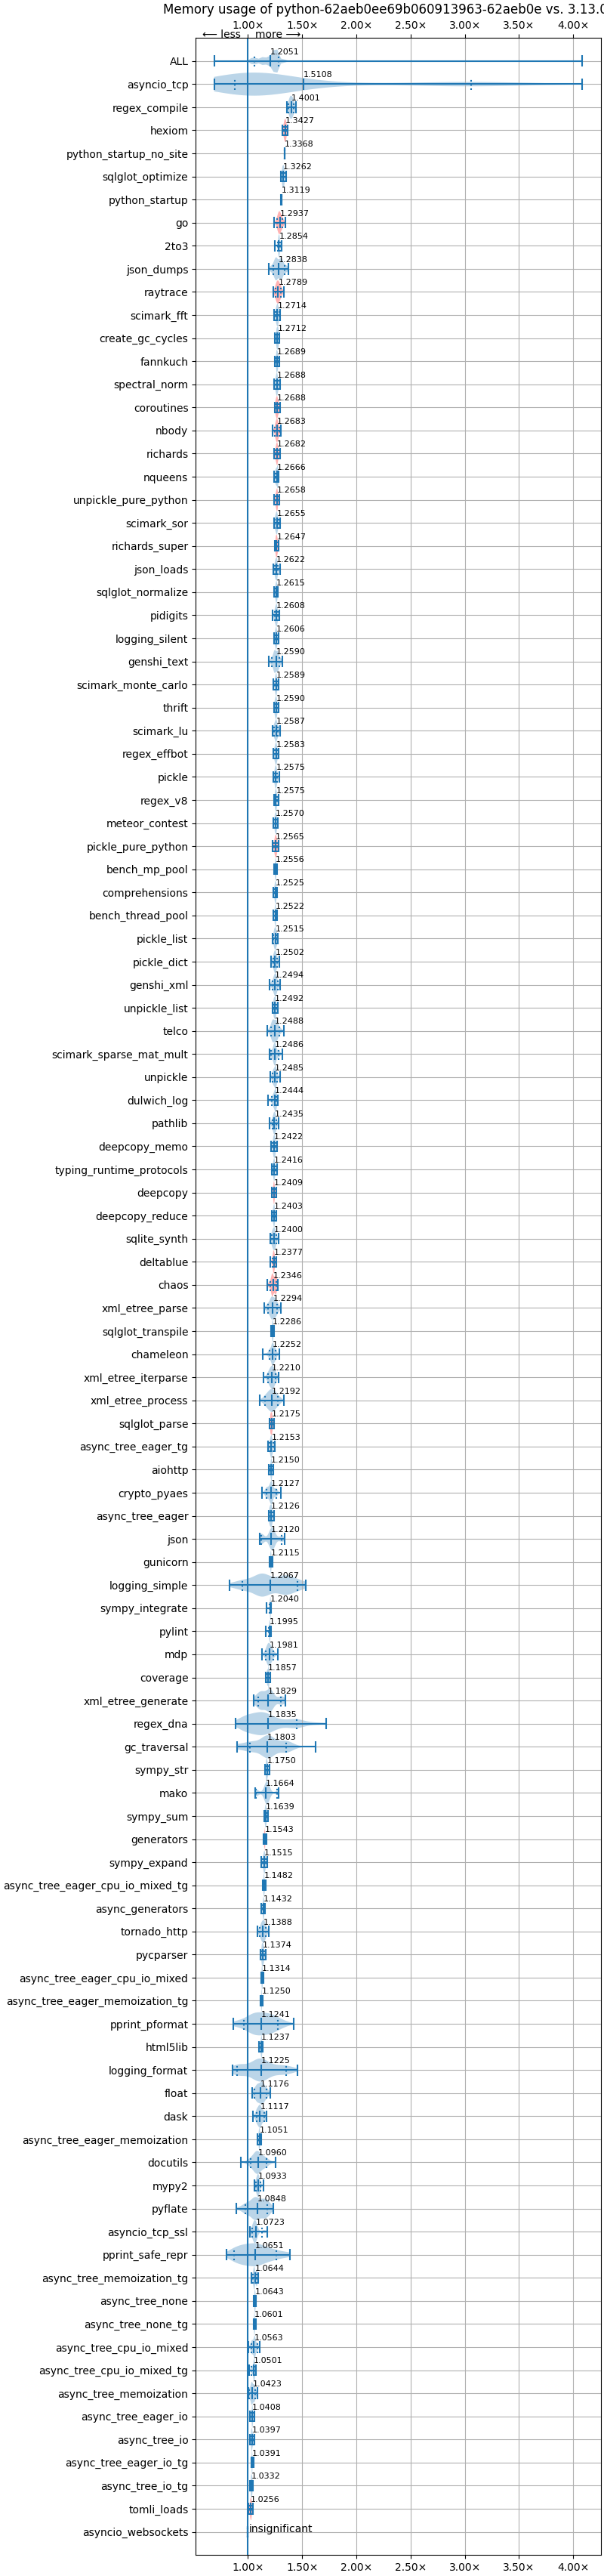 Memory usage of python-62aeb0ee69b060913963-62aeb0e vs. 3.13.0
1.00× 1.50× 2.00× 2.50× 3.00× 3.50× 4.00×
⟵ less more ⟶
ALL 1.2051
asyncio_tcp 1.5108
regex_compile 1.4001
hexiom 1.3427
python_startup_no_site 1.3368
sqlglot_optimize 1.3262
python_startup 1.3119
go 1.2937
2to3 1.2854
json_dumps 1.2838
raytrace 1.2789
scimark_fft 1.2714
create_gc_cycles 1.2712
fannkuch 1.2689
spectral_norm 1.2688
coroutines 1.2688
nbody 1.2683
richards 1.2682
nqueens 1.2666
unpickle_pure_python 1.2658
scimark_sor 1.2655
richards_super 1.2647
json_loads 1.2622
sqlglot_normalize 1.2615
pidigits 1.2608
logging_silent 1.2606
genshi_text 1.2590
scimark_monte_carlo 1.2589
thrift 1.2590
scimark_lu 1.2587
regex_effbot 1.2583
pickle 1.2575
regex_v8 1.2575
meteor_contest 1.2570
pickle_pure_python 1.2565
bench_mp_pool 1.2556
comprehensions 1.2525
bench_thread_pool 1.2522
pickle_list 1.2515
pickle_dict 1.2502
genshi_xml 1.2494
unpickle_list 1.2492
telco 1.2488
scimark_sparse_mat_mult 1.2486
unpickle 1.2485
dulwich_log 1.2444
pathlib 1.2435
deepcopy_memo 1.2422
typing_runtime_protocols 1.2416
deepcopy 1.2409
deepcopy_reduce 1.2403
sqlite_synth 1.2400
deltablue 1.2377
chaos 1.2346
xml_etree_parse 1.2294
sqlglot_transpile 1.2286
chameleon 1.2252
xml_etree_iterparse 1.2210
xml_etree_process 1.2192
sqlglot_parse 1.2175
async_tree_eager_tg 1.2153
aiohttp 1.2150
crypto_pyaes 1.2127
async_tree_eager 1.2126
json 1.2120
gunicorn 1.2115
logging_simple 1.2067
sympy_integrate 1.2040
pylint 1.1995
mdp 1.1981
coverage 1.1857
xml_etree_generate 1.1829
regex_dna 1.1835
gc_traversal 1.1803
sympy_str 1.1750
mako 1.1664
sympy_sum 1.1639
generators 1.1543
sympy_expand 1.1515
async_tree_eager_cpu_io_mixed_tg 1.1482
async_generators 1.1432
tornado_http 1.1388
pycparser 1.1374
async_tree_eager_cpu_io_mixed 1.1314
async_tree_eager_memoization_tg 1.1250
pprint_pformat 1.1241
html5lib 1.1237
logging_format 1.1225
float 1.1176
dask 1.1117
async_tree_eager_memoization 1.1051
docutils 1.0960
mypy2 1.0933
pyflate 1.0848
asyncio_tcp_ssl 1.0723
pprint_safe_repr 1.0651
async_tree_memoization_tg 1.0644
async_tree_none 1.0643
async_tree_none_tg 1.0601
async_tree_cpu_io_mixed 1.0563
async_tree_cpu_io_mixed_tg 1.0501
async_tree_memoization 1.0423
async_tree_eager_io 1.0408
async_tree_io 1.0397
async_tree_eager_io_tg 1.0391
async_tree_io_tg 1.0332
tomli_loads 1.0256
asyncio_websockets insignificant
1.00× 1.50× 2.00× 2.50× 3.00× 3.50× 4.00×